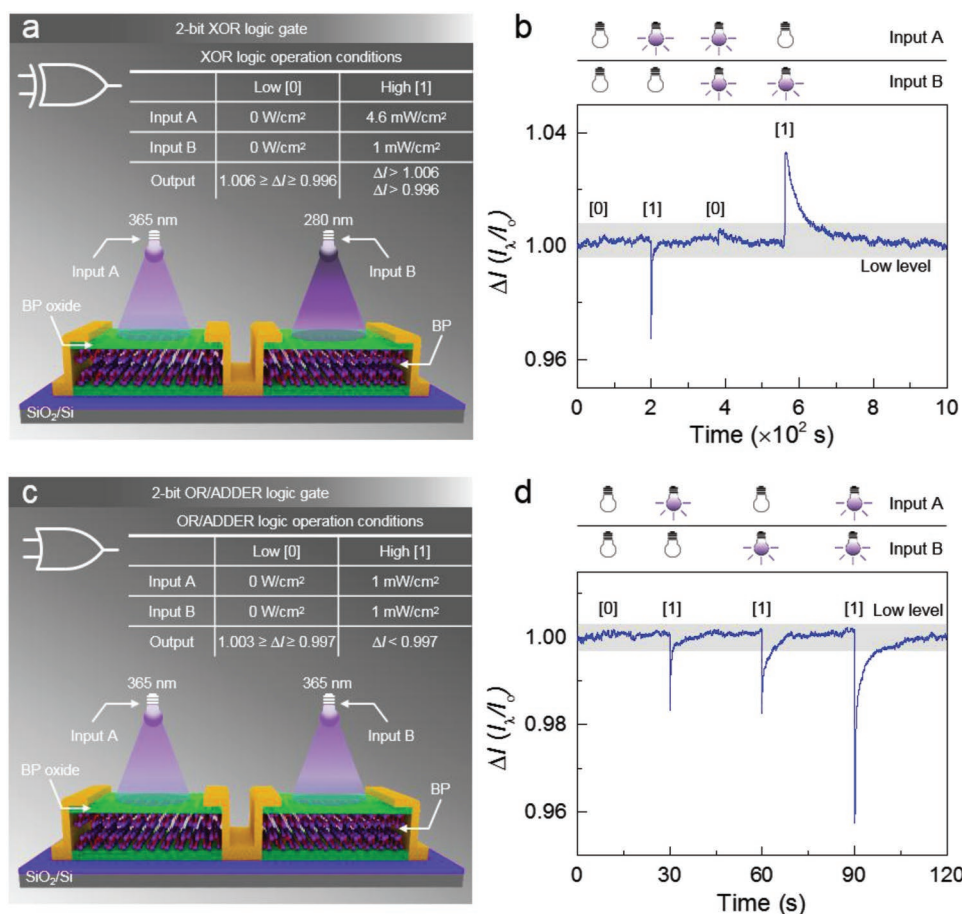 a
2-bit XOR logic gate
XOR logic operation conditions
Low [0] High [1]
Input A 0 W/cm² 4.6 mW/cm²
Input B 0 W/cm² 1 mW/cm²
Output 1.006 ≥ ΔI ≥ 0.996 ΔI > 1.006
ΔI > 0.996
365 nm 280 nm
Input A Input B
BP oxide BP
SiO₂/Si
b
Input A
Input B
[1]
[0] [1] [0]
Low level
1.04
1.00
0.96
ΔI (Iλ/Io)
0 2 4 6 8 10
Time (×10² s)
c
2-bit OR/ADDER logic gate
OR/ADDER logic operation conditions
Low [0] High [1]
Input A 0 W/cm² 1 mW/cm²
Input B 0 W/cm² 1 mW/cm²
Output 1.003 ≥ ΔI ≥ 0.997 ΔI < 0.997
365 nm 365 nm
Input A Input B
BP oxide BP
SiO₂/Si
d
Input A
Input B
[0] [1] [1] [1] Low level
1.00
0.98
0.96
ΔI (Iλ/Io)
0 30 60 90 120
Time (s)